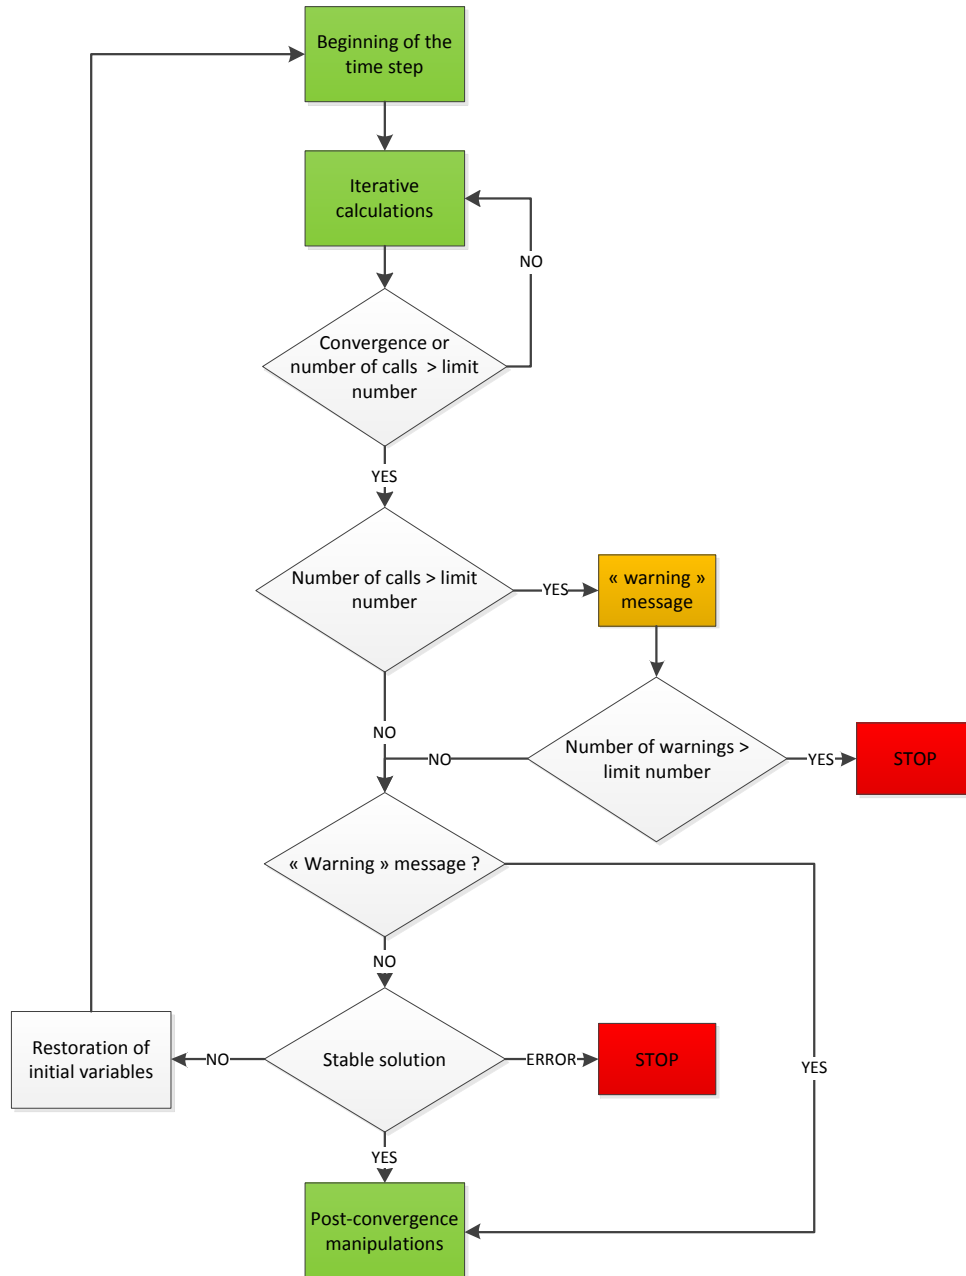 Beginning of the
time step
Iterative
calculations
NO
Convergence or
number of calls > limit
number
YES
Number of calls > limit
number
YES
« warning »
message
NO
NO
Number of warnings >
limit number
YES
STOP
« Warning » message ?
NO
Restoration of
initial variables
NO
Stable solution
ERROR
STOP
YES
YES
Post-convergence
manipulations